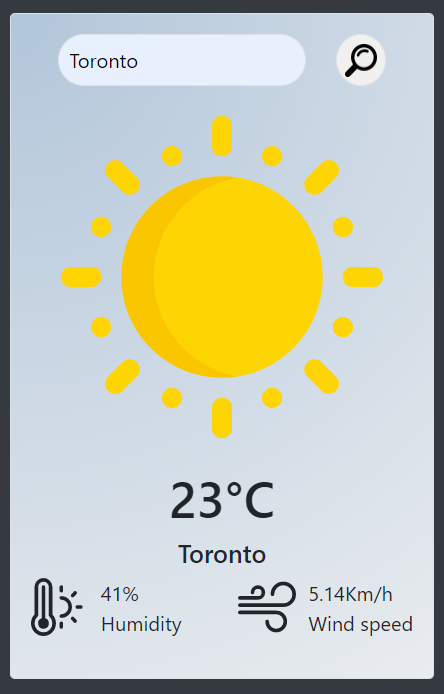 Toronto
23°C
Toronto
41%
Humidity
5.14Km/h
Wind speed